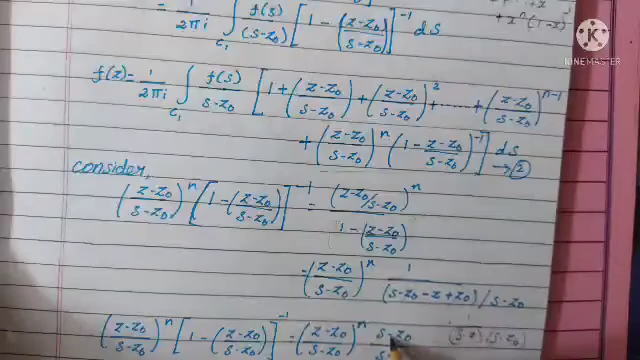 = 1/2πi ∫_{C₁} f(s)/(s-z₀) [1 - (z-z₀)/(s-z₀)]⁻¹ ds
+ xⁿ(1-x)⁻¹
KINEMASTER
f(z) = 1/2πi ∫_{C₁} f(s)/s-z₀ [1 + (z-z₀/s-z₀) + (z-z₀/s-z₀)² + ...... + (z-z₀/s-z₀)ⁿ⁻¹
+ (z-z₀/s-z₀)ⁿ (1 - z-z₀/s-z₀)⁻¹] ds → ②
consider,
(z-z₀/s-z₀)ⁿ [1 - (z-z₀/s-z₀)]⁻¹ = (z-z₀/s-z₀)ⁿ / 1 - (z-z₀/s-z₀)
= (z-z₀/s-z₀)ⁿ 1/(s-z₀-z+z₀)/s-z₀
(z-z₀/s-z₀)ⁿ [1 - (z-z₀/s-z₀)]⁻¹ = (z-z₀/s-z₀)ⁿ s-z₀/s-